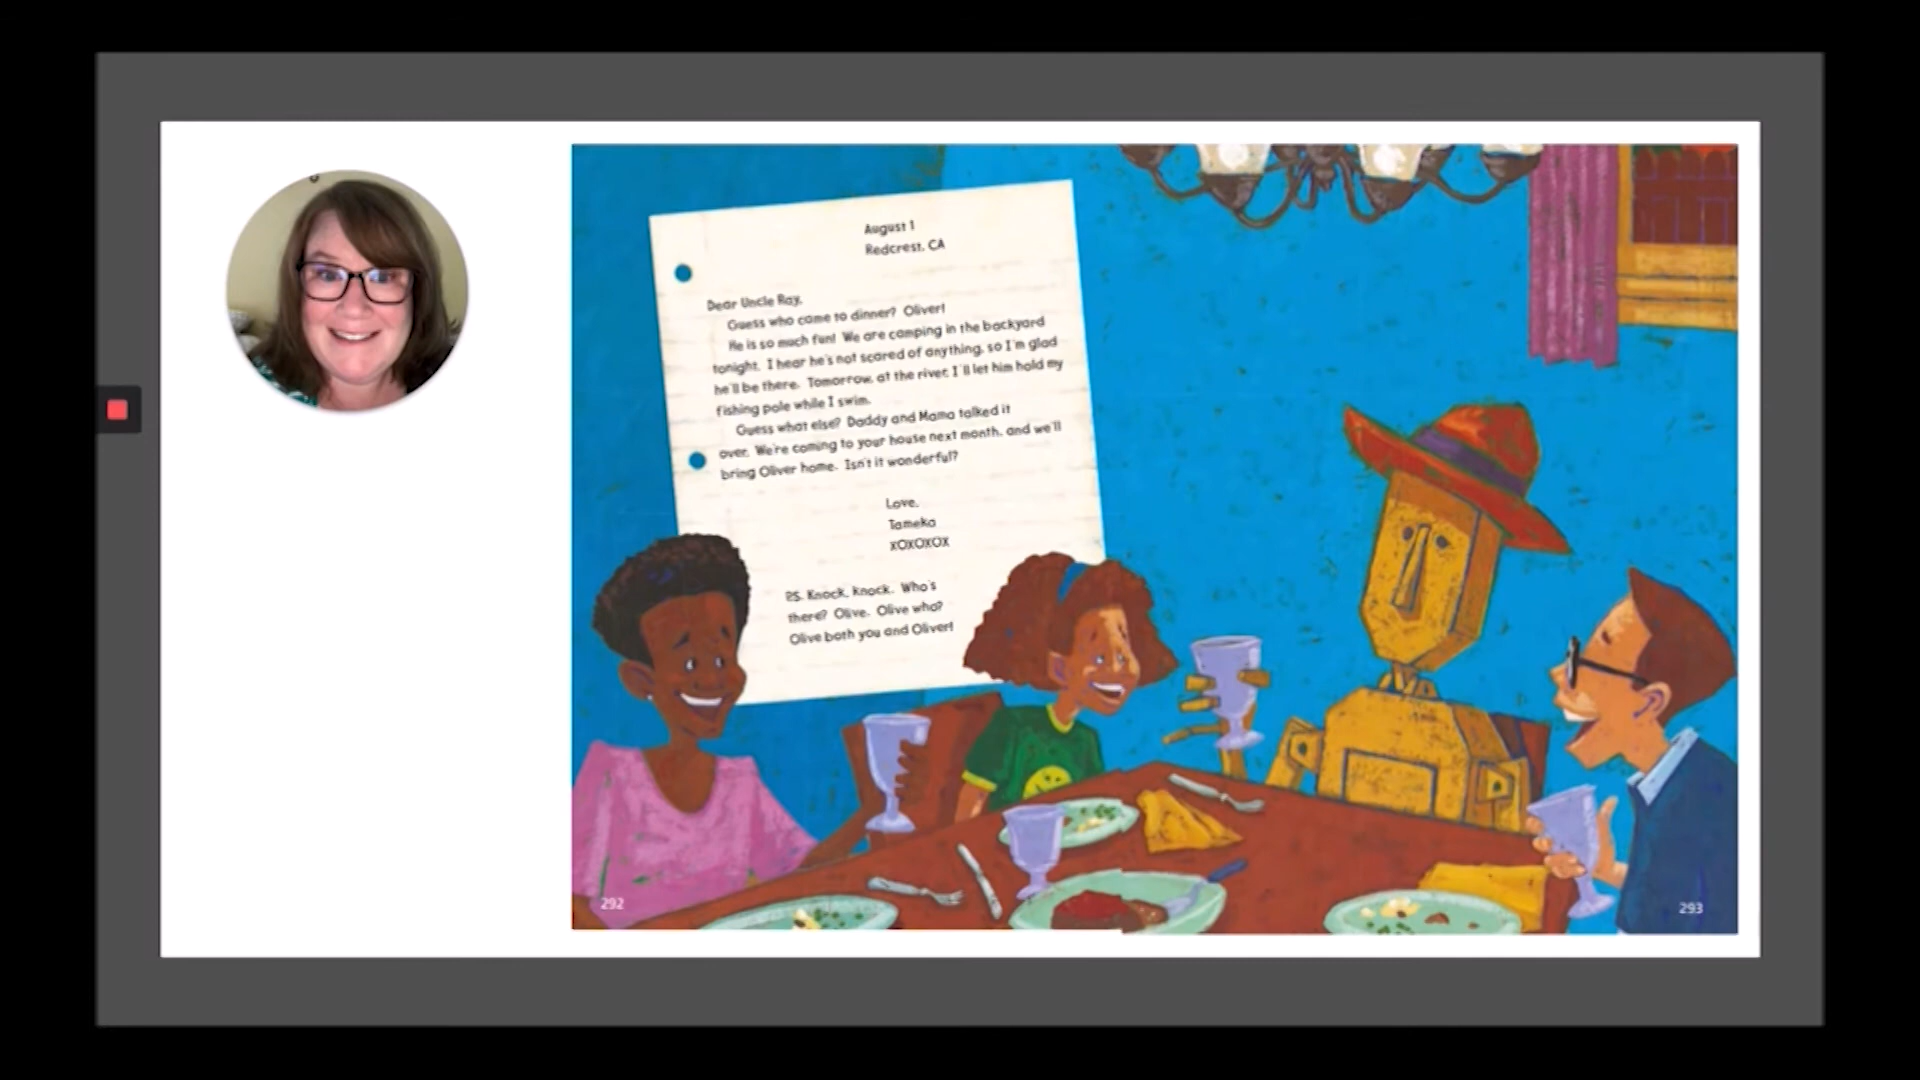 August 1
Redcrest, CA
Dear Uncle Ray,
Guess who came to dinner? Oliver!
He is so much fun! We are camping in the backyard
tonight. I hear he's not scared of anything, so I'm glad
he'll be there. Tomorrow, at the river, I'll let him hold my
fishing pole while I swim.
Guess what else? Daddy and Mama talked it
over. We're coming to your house next month, and we'll
bring Oliver home. Isn't it wonderful?
Love,
Tameka
XOXOXOX
P.S. Knock, knock. Who's
there? Olive. Olive who?
Olive both you and Oliver!
292
293